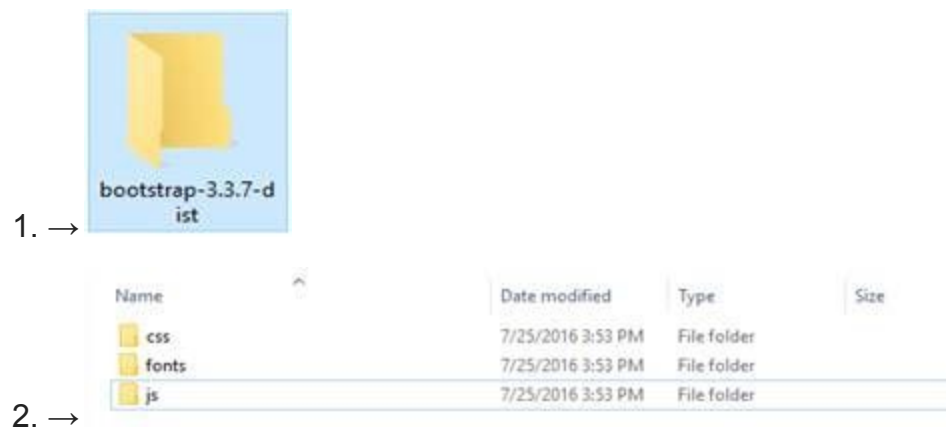 bootstrap-3.3.7-d
ist
1. →
Name Date modified Type Size
css 7/25/2016 3:53 PM File folder
fonts 7/25/2016 3:53 PM File folder
js 7/25/2016 3:53 PM File folder
2. →